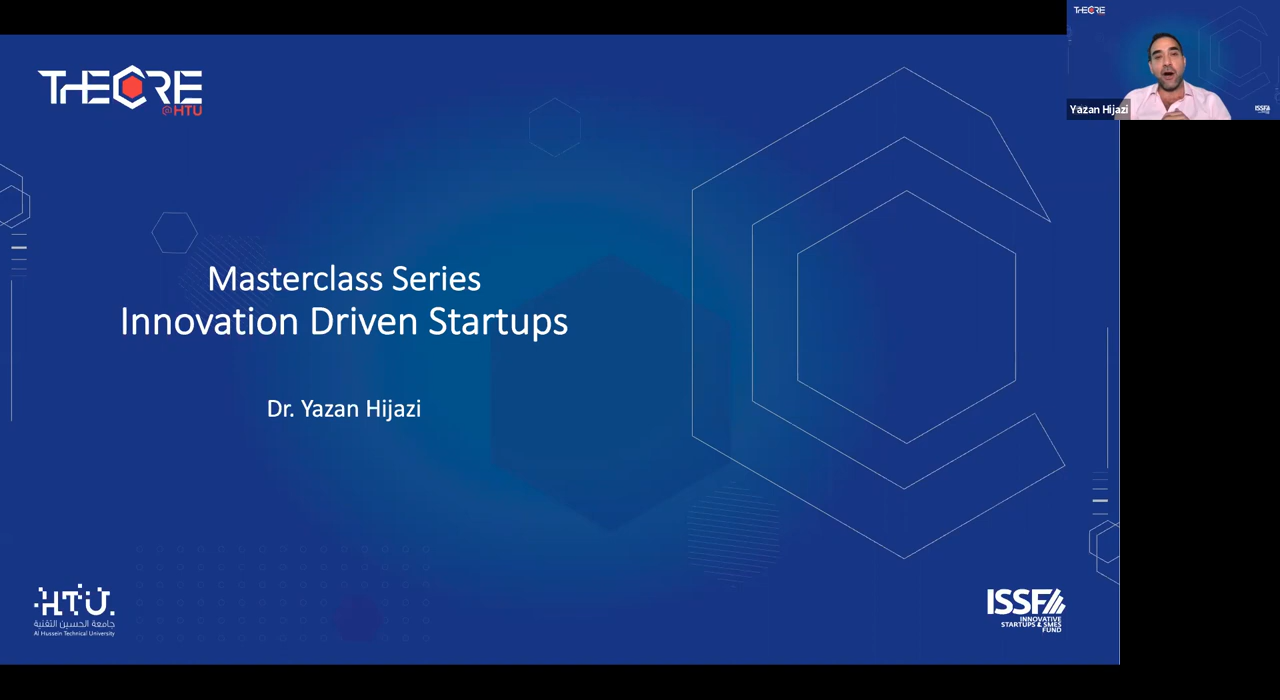 THECORE
@HTU
Masterclass Series
Innovation Driven Startups
Dr. Yazan Hijazi
HTU
جامعة الحسين التقنية
Al Hussein Technical University
ISSF
INNOVATIVE
STARTUPS & SMES
FUND
THECORE
Yazan Hijazi
ISSF